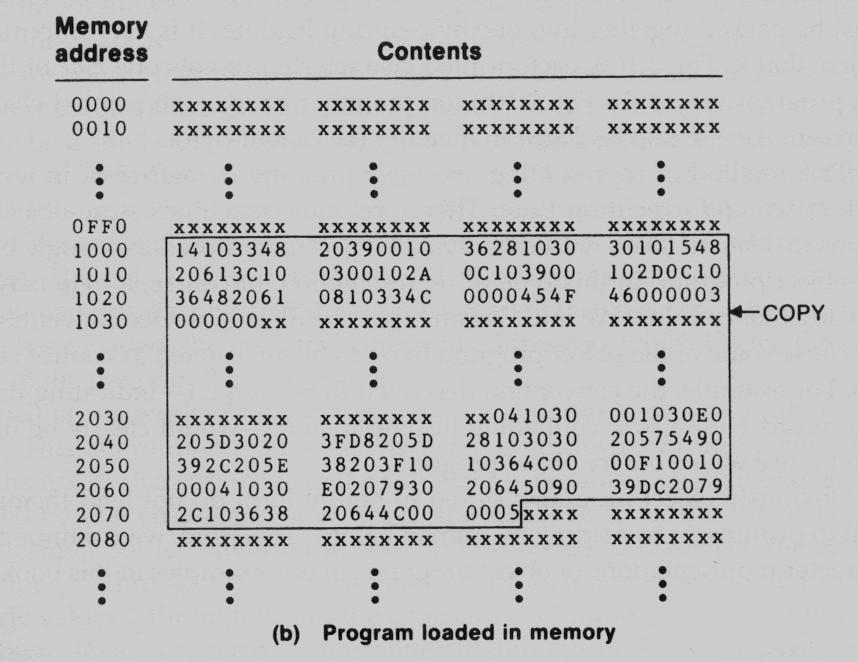 Memory
address Contents
0000 xxxxxxxx xxxxxxxx xxxxxxxx xxxxxxxx
0010 xxxxxxxx xxxxxxxx xxxxxxxx xxxxxxxx
0FF0 xxxxxxxx xxxxxxxx xxxxxxxx xxxxxxxx
1000 14103348 20390010 36281030 30101548
1010 20613C10 0300102A 0C103900 102D0C10
1020 36482061 0810334C 0000454F 46000003
COPY
1030 000000xx xxxxxxxx xxxxxxxx xxxxxxxx
2030 xxxxxxxx xxxxxxxx xx041030 001030E0
2040 205D3020 3FD8205D 28103030 20575490
2050 392C205E 38203F10 10364C00 00F10010
2060 00041030 E0207930 20645090 39DC2079
2070 2C103638 20644C00 0005xxxx xxxxxxxx
2080 xxxxxxxx xxxxxxxx xxxxxxxx xxxxxxxx
(b) Program loaded in memory